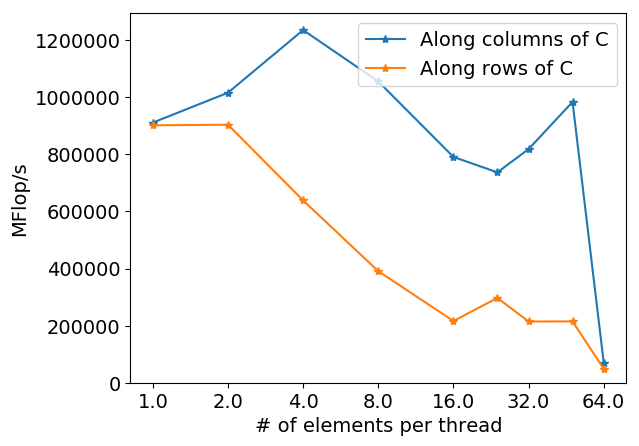 Along columns of C
Along rows of C
1200000
1000000
800000
600000
400000
200000
0
MFlop/s
1.0 2.0 4.0 8.0 16.0 32.0 64.0
# of elements per thread